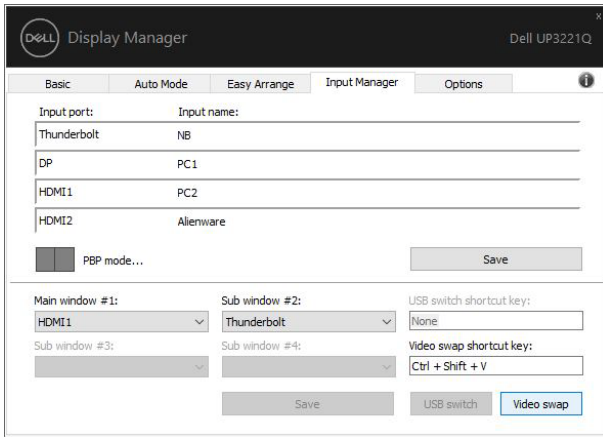 x
DELL Display Manager Dell UP3221Q
Basic Auto Mode Easy Arrange Input Manager Options i
Input port: Input name:
Thunderbolt NB
DP PC1
HDMI1 PC2
HDMI2 Alienware
PBP mode... Save
Main window #1: Sub window #2: USB switch shortcut key:
HDMI1 Thunderbolt None
Sub window #3: Sub window #4: Video swap shortcut key:
Ctrl + Shift + V
Save USB switch Video swap